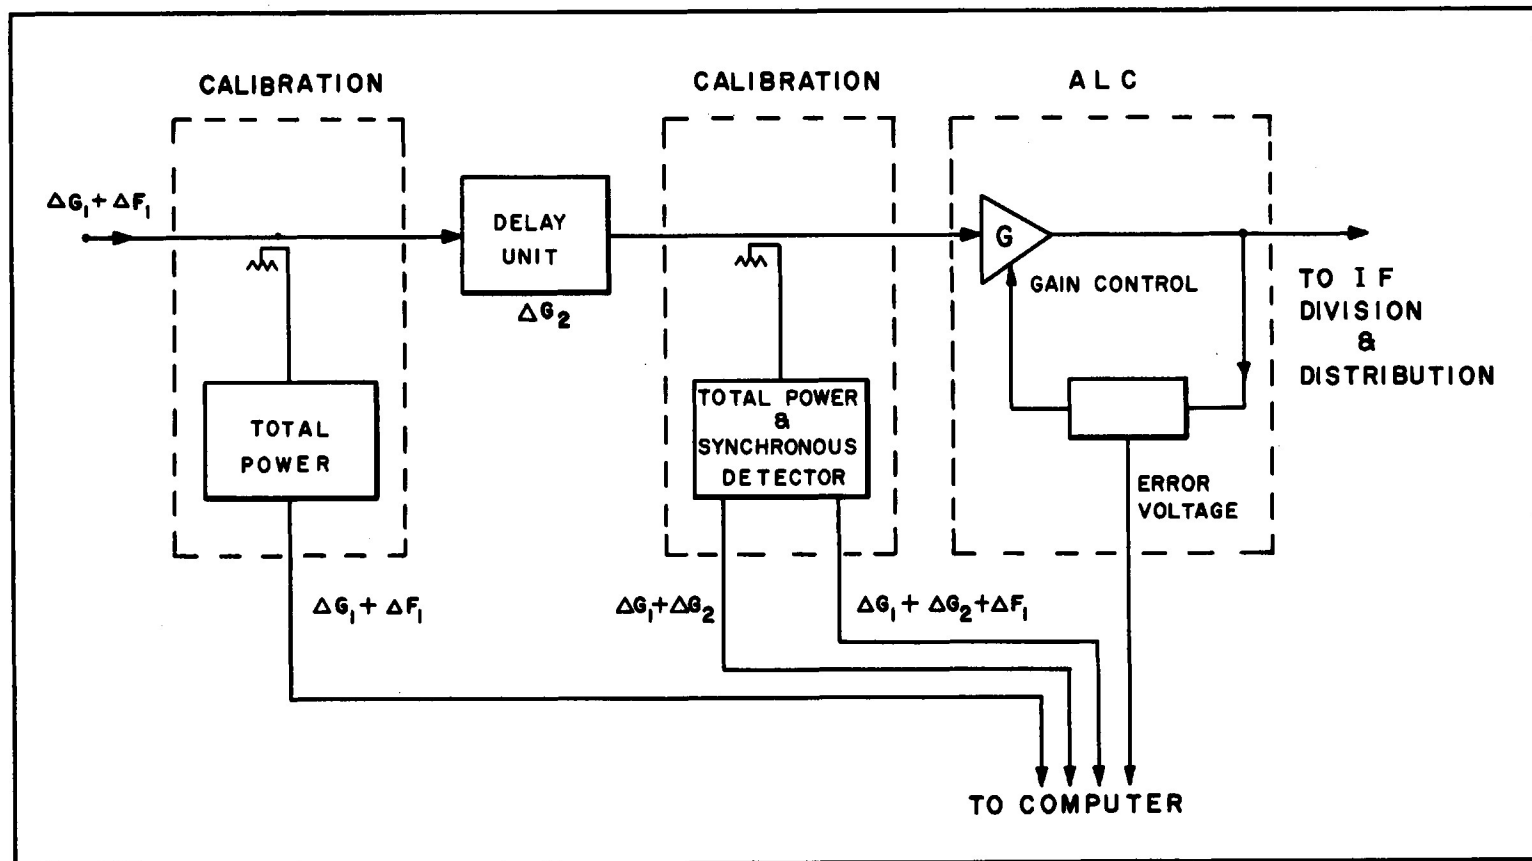 CALIBRATION
CALIBRATION
ALC
ΔG₁ + ΔF₁
DELAY
UNIT
ΔG₂
G
GAIN CONTROL
TO IF
DIVISION
&
DISTRIBUTION
TOTAL
POWER
TOTAL POWER
&
SYNCHRONOUS
DETECTOR
ERROR
VOLTAGE
ΔG₁ + ΔF₁
ΔG₁ + ΔG₂
ΔG₁ + ΔG₂ + ΔF₁
TO COMPUTER